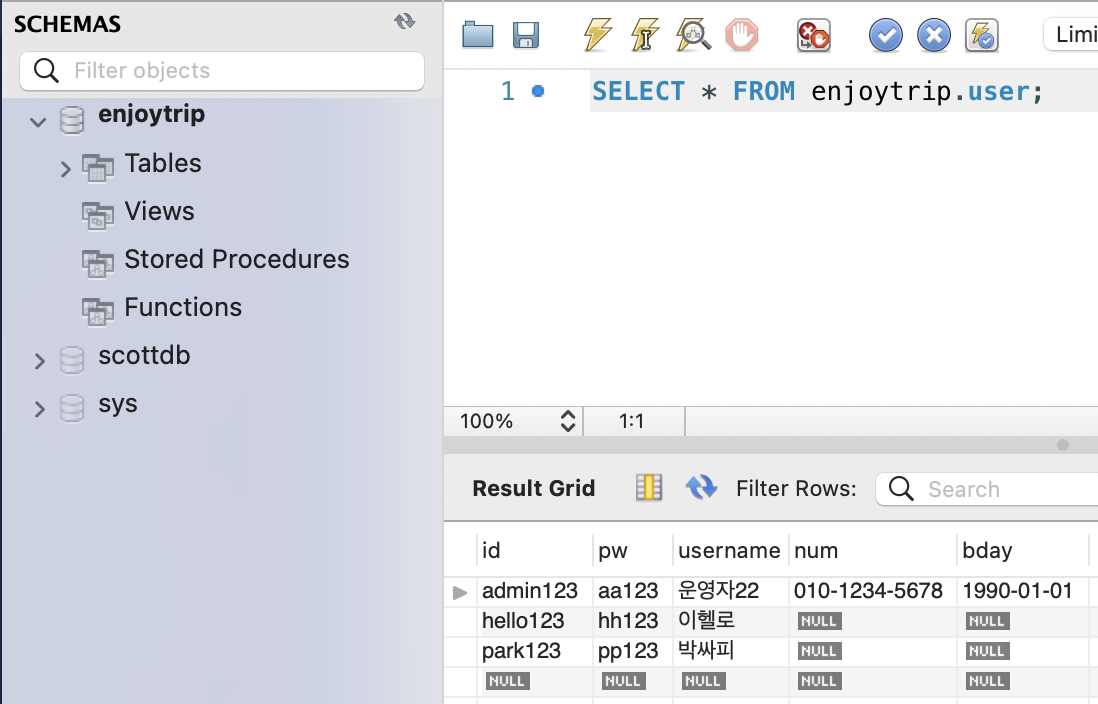 SCHEMAS
Filter objects
enjoytrip
Tables
Views
Stored Procedures
Functions
scottdb
sys
Limi
1 SELECT * FROM enjoytrip.user;
100% 1:1
Result Grid Filter Rows: Search
id pw username num bday
admin123 aa123 운영자22 010-1234-5678 1990-01-01
hello123 hh123 이헬로 NULL NULL
park123 pp123 박싸피 NULL NULL
NULL NULL NULL NULL NULL